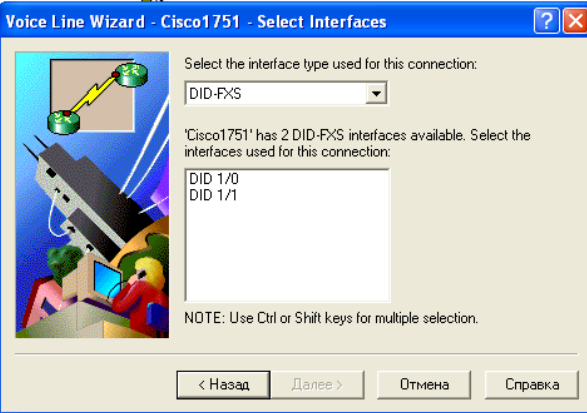 Voice Line Wizard - Cisco1751 - Select Interfaces
Select the interface type used for this connection:
DID-FXS
'Cisco1751' has 2 DID-FXS interfaces available. Select the
interfaces used for this connection:
DID 1/0
DID 1/1
NOTE: Use Ctrl or Shift keys for multiple selection.
< Назад Далее > Отмена Справка